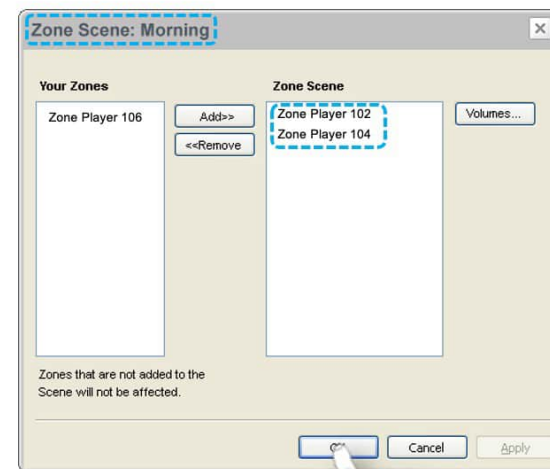 Zone Scene: Morning
Your Zones
Zone Scene
Zone Player 106
Add>>
<<Remove
Zone Player 102
Zone Player 104
Volumes...
Zones that are not added to the
Scene will not be affected.
Cancel
Apply